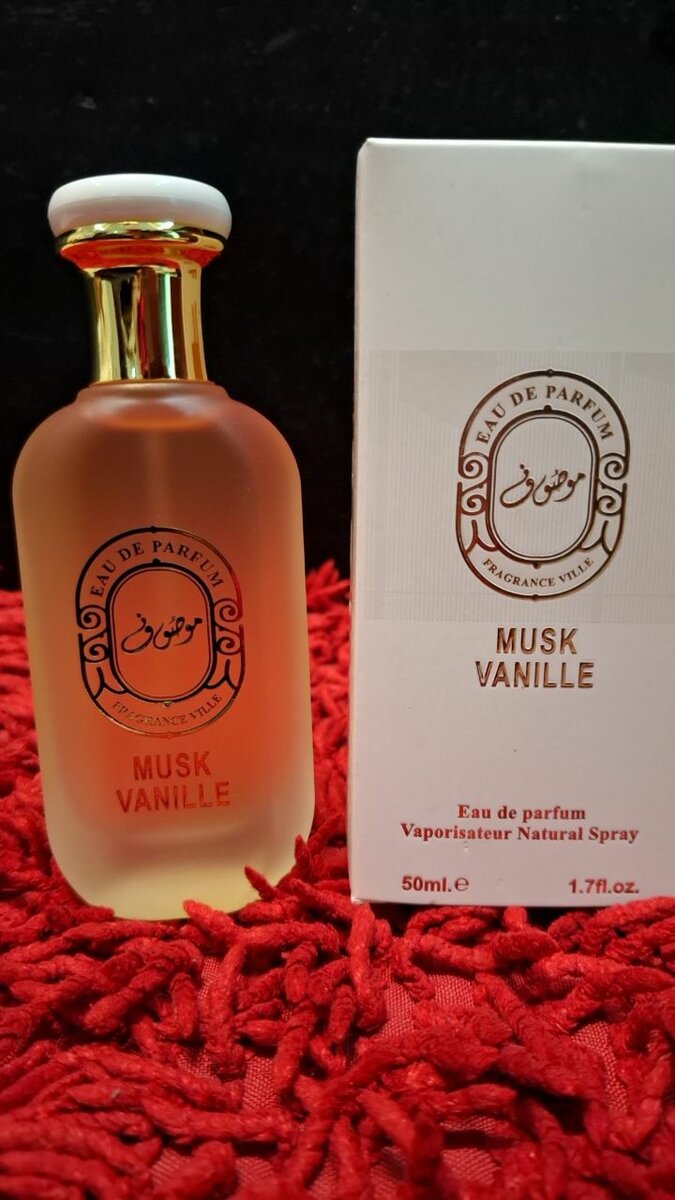 EAU DE PARFUM
موصوف
FRAGRANCE VILLE
MUSK
VANILLE
EAU DE PARFUM
موصوف
FRAGRANCE VILLE
MUSK
VANILLE
Eau de parfum
Vaporisateur Natural Spray
50ml.e 1.7fl.oz.